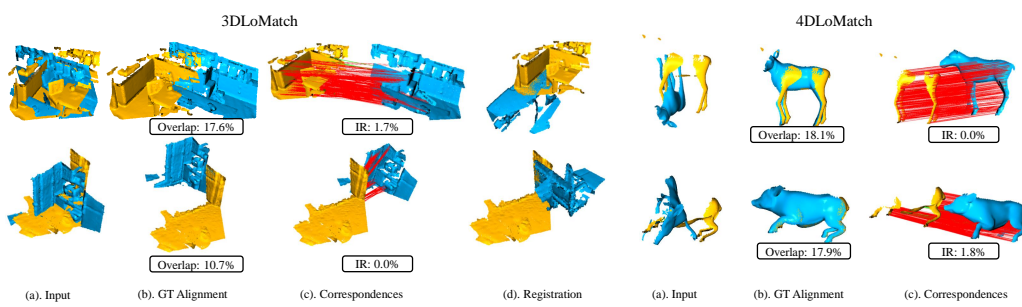 3DLoMatch
4DLoMatch
Overlap: 17.6%
IR: 1.7%
Overlap: 18.1%
IR: 0.0%
Overlap: 10.7%
IR: 0.0%
Overlap: 17.9%
IR: 1.8%
(a). Input
(b). GT Alignment
(c). Correspondences
(d). Registration
(a). Input
(b). GT Alignment
(c). Correspondences